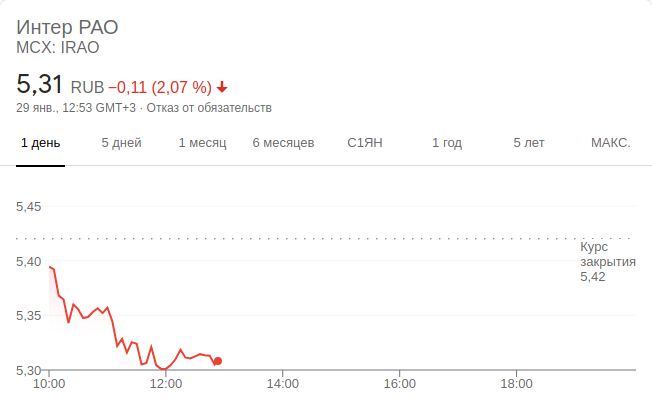 Интер РАО
MCX: IRAO
5,31 RUB −0,11 (2,07 %)
29 янв., 12:53 GMT+3 · Отказ от обязательств
1 день 5 дней 1 месяц 6 месяцев С1ЯН 1 год 5 лет МАКС.
5,45
Курс
закрытия
5,42
5,40
5,35
5,30
10:00 12:00 14:00 16:00 18:00